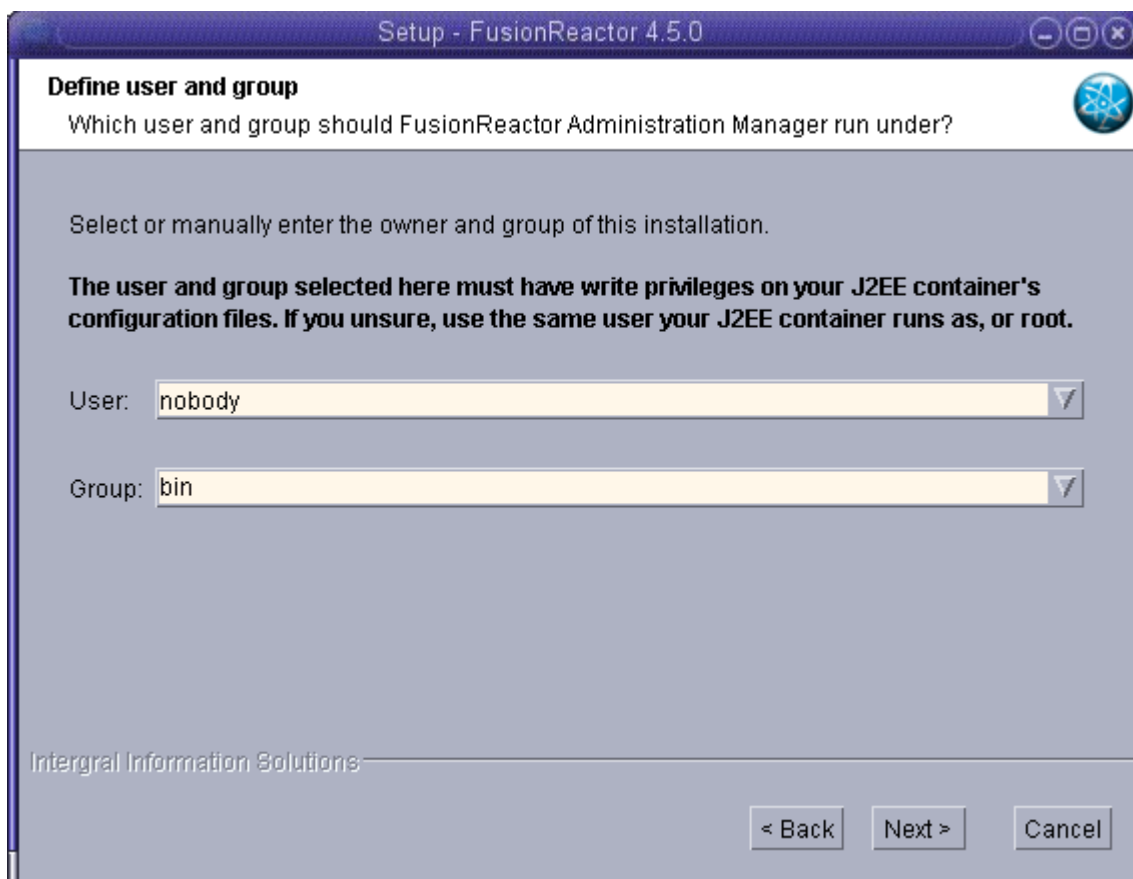 Setup - FusionReactor 4.5.0
Define user and group
Which user and group should FusionReactor Administration Manager run under?
Select or manually enter the owner and group of this installation.
The user and group selected here must have write privileges on your J2EE container's
configuration files. If you unsure, use the same user your J2EE container runs as, or root.
User: nobody
Group: bin
Intergral Information Solutions
< Back Next > Cancel